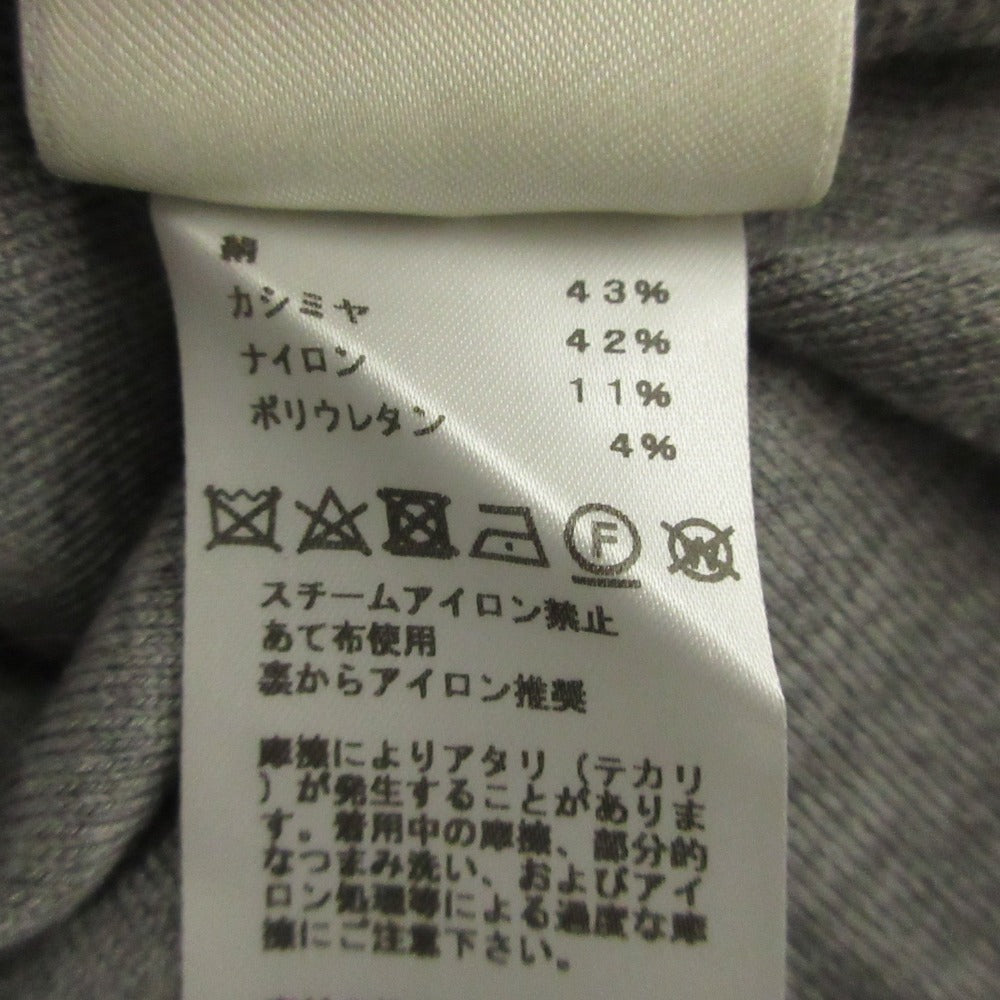 カシミヤ 43%
ナイロン 42%
ポリウレタン 11%
4%
F
W
スチームアイロン禁止
あて布使用
裏からアイロン推奨
摩擦によりアタリ(テカリ
)が発生することがありま
す。着用中の摩擦、部分的
なつまみ洗い、およびアイ
ロン処理等による過度な摩
擦にご注意下さい。